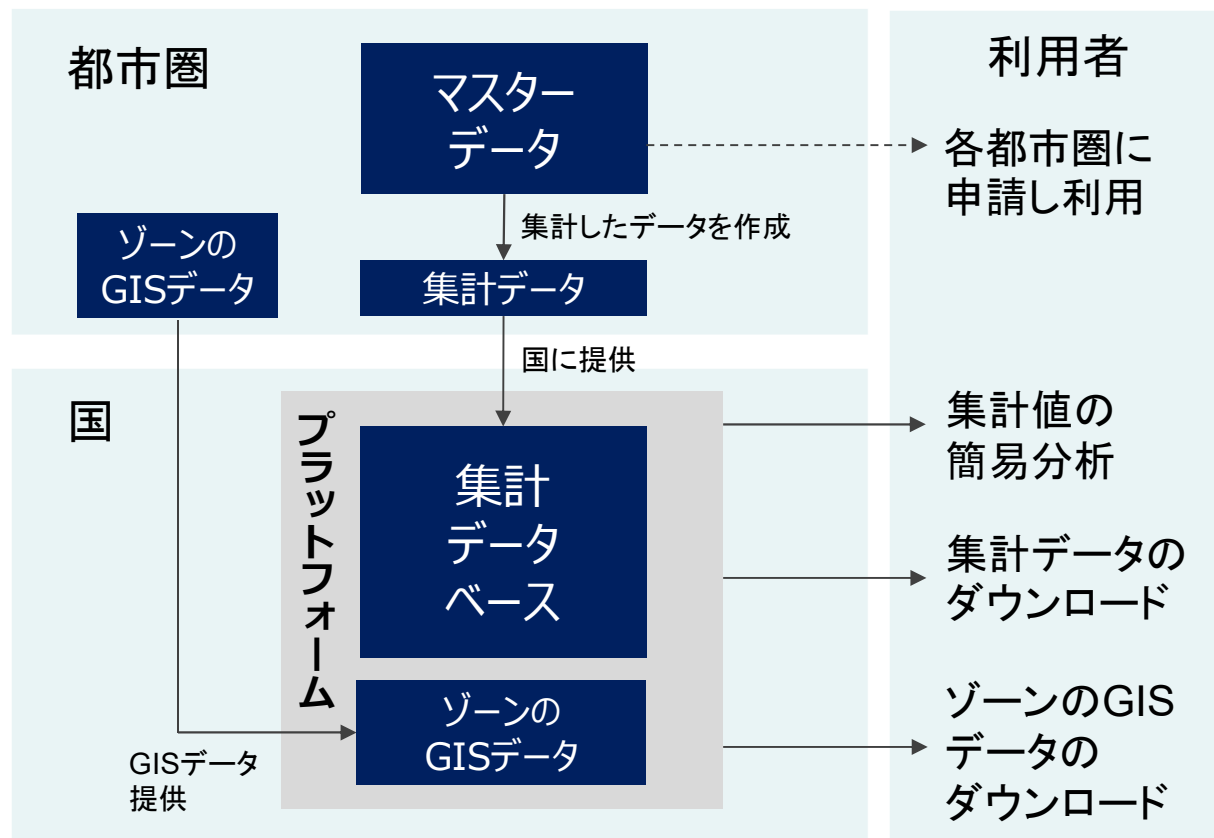 都市圏
マスター
データ
集計したデータを作成
ゾーンの
GISデータ
集計データ
国に提供
国
プラットフォーム
集計
データ
ベース
ゾーンの
GISデータ
GISデータ
提供
利用者
各都市圏に
申請し利用
集計値の
簡易分析
集計データの
ダウンロード
ゾーンのGIS
データの
ダウンロード